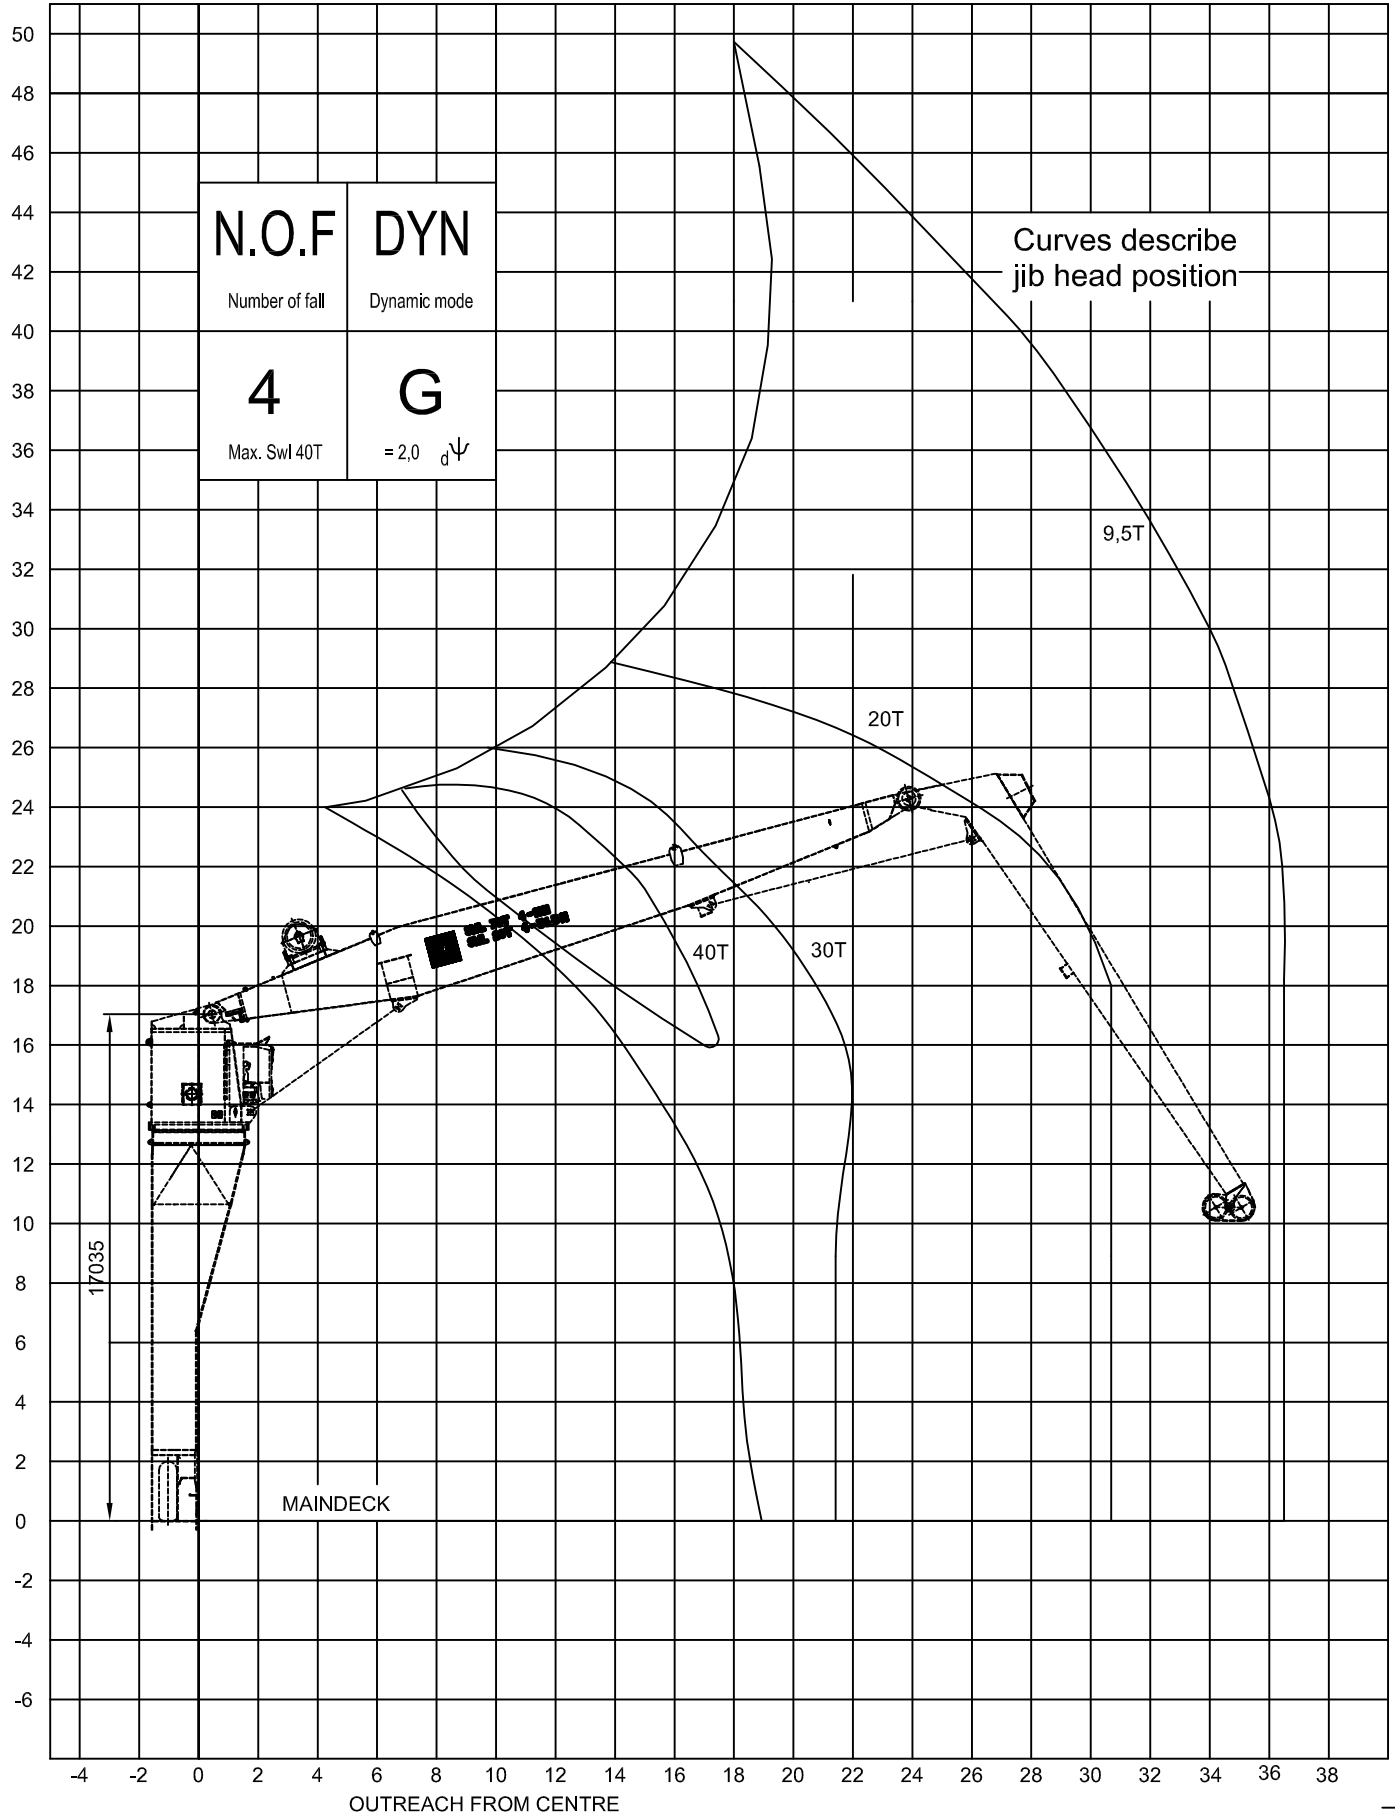 50
48
46
44
42
40
38
36
34
32
30
28
26
24
22
20
18
16
14
12
10
8
6
4
2
0
-2
-4
-6
N.O.F DYN
Number of fall Dynamic mode
4 G
Max. Swl 40T = 2,0 dψ
Curves describe
jib head position
9,5T
20T
40T
30T
17035
MAINDECK
-4 -2 0 2 4 6 8 10 12 14 16 18 20 22 24 26 28 30 32 34 36 38
OUTREACH FROM CENTRE